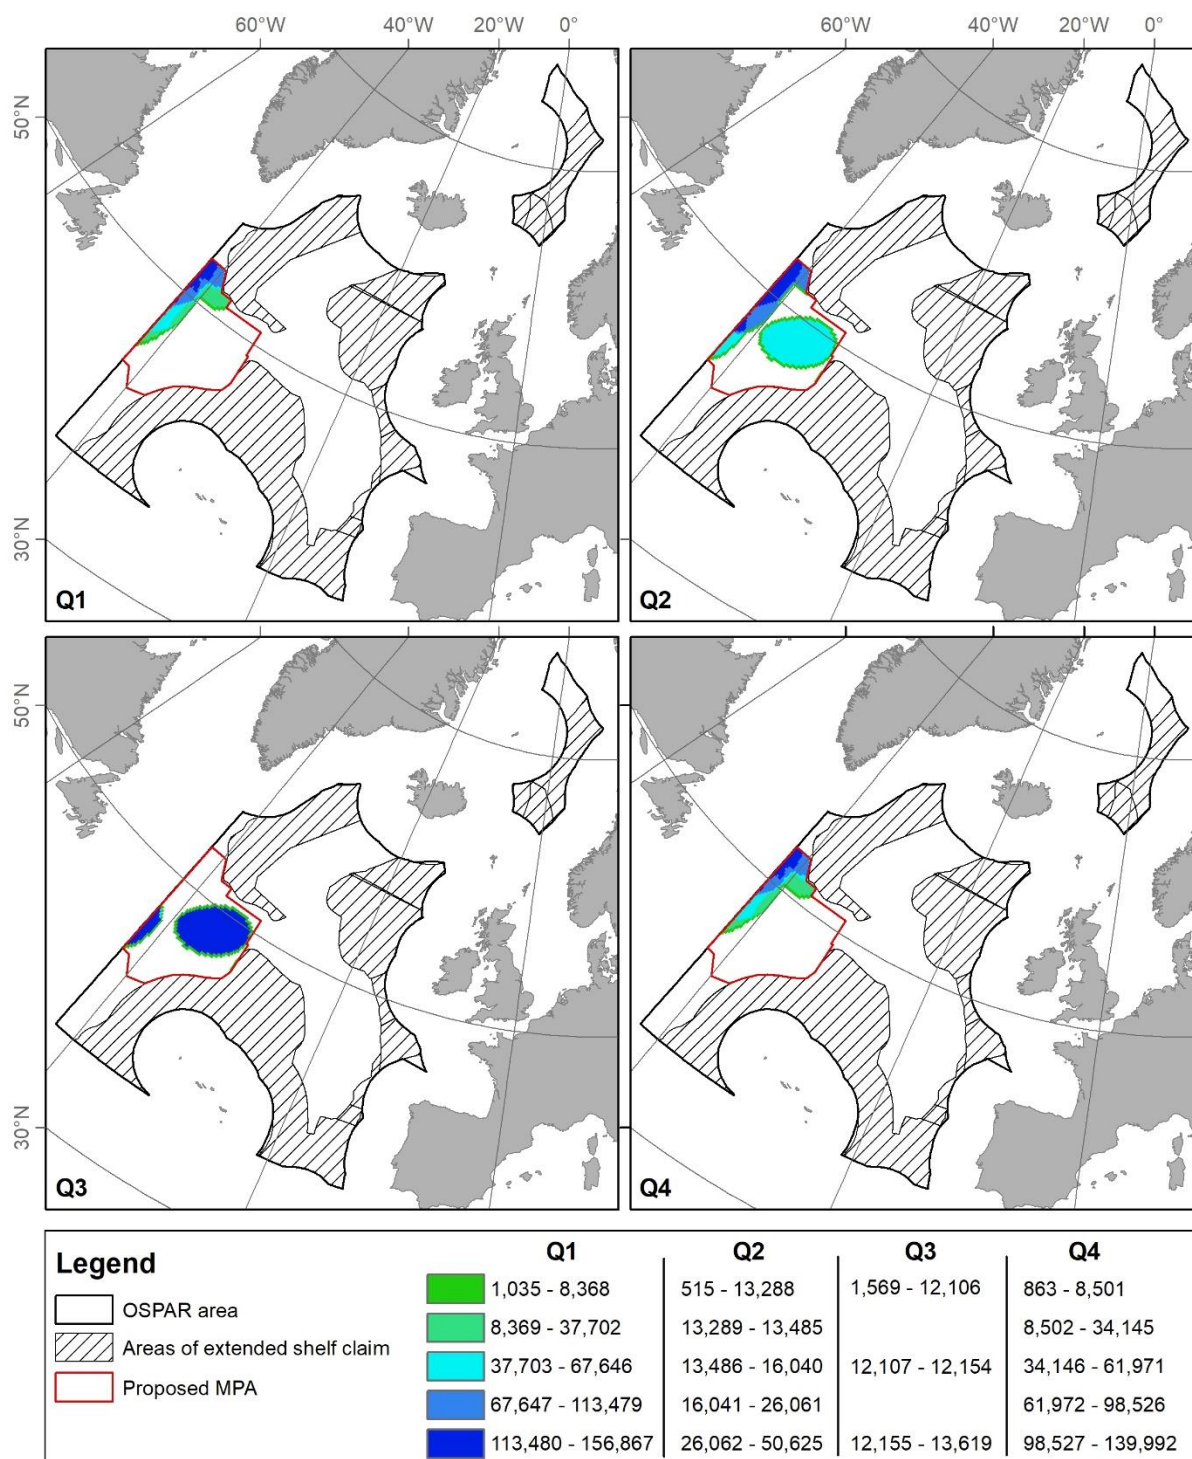 60°W 40°W 20°W 0° 60°W 40°W 20°W 0°
50°N
30°N
Q1 Q2
50°N
30°N
Q3 Q4
Legend Q1 Q2 Q3 Q4
1,035 - 8,368 515 - 13,288 1,569 - 12,106 863 - 8,501
OSPAR area
8,369 - 37,702 13,289 - 13,485 8,502 - 34,145
Areas of extended shelf claim
37,703 - 67,646 13,486 - 16,040 12,107 - 12,154 34,146 - 61,971
Proposed MPA
67,647 - 113,479 16,041 - 26,061 61,972 - 98,526
113,480 - 156,867 26,062 - 50,625 12,155 - 13,619 98,527 - 139,992